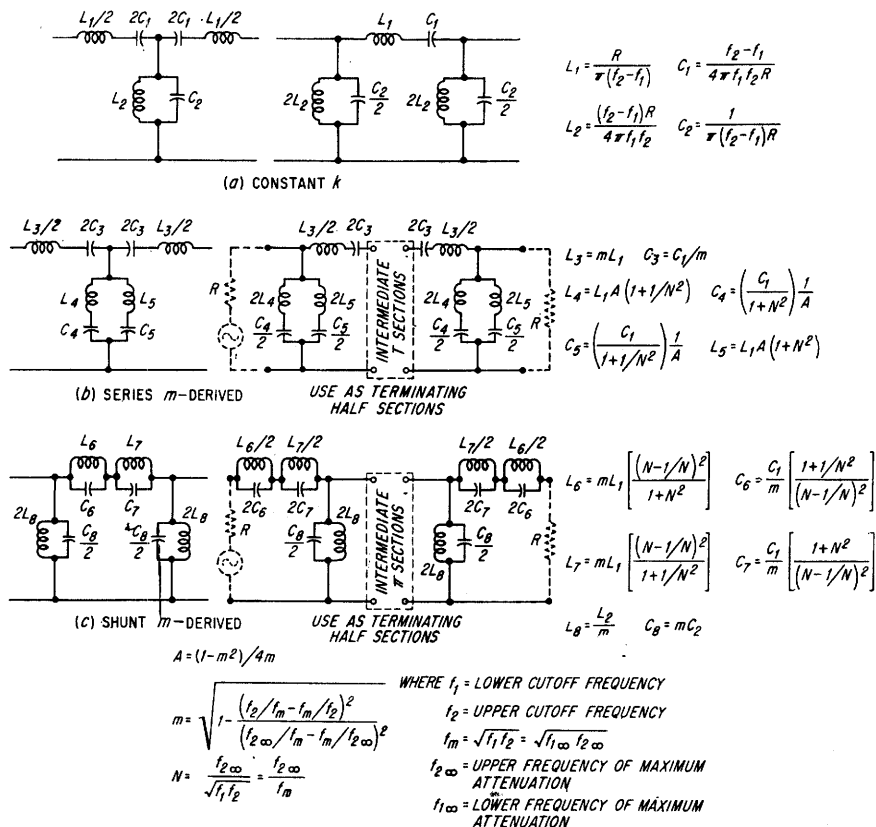 L₁/2 2C₁ 2C₁ L₁/2
L₂ C₂
L₁ C₁
2L₂ C₂/2 2L₂ C₂/2
L₁ = R/(π(f₂-f₁)) C₁ = (f₂-f₁)/(4πf₁f₂R)
L₂ = ((f₂-f₁)R)/(4πf₁f₂) C₂ = 1/(π(f₂-f₁)R)
(a) CONSTANT k
L₃/2 2C₃ 2C₃ L₃/2
L₄ L₅
C₄ C₅
L₃/2 2C₃
R 2L₄ 2L₅
C₄/2 C₅/2
INTERMEDIATE
T SECTIONS
2C₃ L₃/2
2L₄ 2L₅
C₄/2 C₅/2 R
L₃ = mL₁ C₃ = C₁/m
L₄ = L₁A(1+1/N²) C₄ = (C₁/(1+N²)) 1/A
C₅ = (C₁/(1+1/N²)) 1/A L₅ = L₁A(1+N²)
(b) SERIES m-DERIVED
USE AS TERMINATING
HALF SECTIONS
L₆ L₇
C₆ C₇
2L₈ C₈/2 C₈/2 2L₈
L₆/2 L₇/2
2C₆ 2C₇
R C₈/2 2L₈
INTERMEDIATE
π SECTIONS
L₇/2 L₆/2
2C₇ 2C₆
2L₈ C₈/2 R
L₆ = mL₁[(N-1/N)²/(1+N²)] C₆ = C₁/m [(1+1/N²)/(N-1/N)²]
L₇ = mL₁[(N-1/N)²/(1+1/N²)] C₇ = C₁/m [(1+N²)/(N-1/N)²]
L₈ = L₂/m C₈ = mC₂
(c) SHUNT m-DERIVED
USE AS TERMINATING
HALF SECTIONS
A = (1-m²)/4m
m = √(1-(f₂/fₘ-fₘ/f₂)²/(f₂∞/fₘ-fₘ/f₂∞)²)
N = f₂∞/√(f₁f₂) = f₂∞/fₘ
WHERE f₁ = LOWER CUTOFF FREQUENCY
f₂ = UPPER CUTOFF FREQUENCY
fₘ = √(f₁f₂) = √(f₁∞ f₂∞)
f₂∞ = UPPER FREQUENCY OF MAXIMUM
ATTENUATION
f₁∞ = LOWER FREQUENCY OF MAXIMUM
ATTENUATION